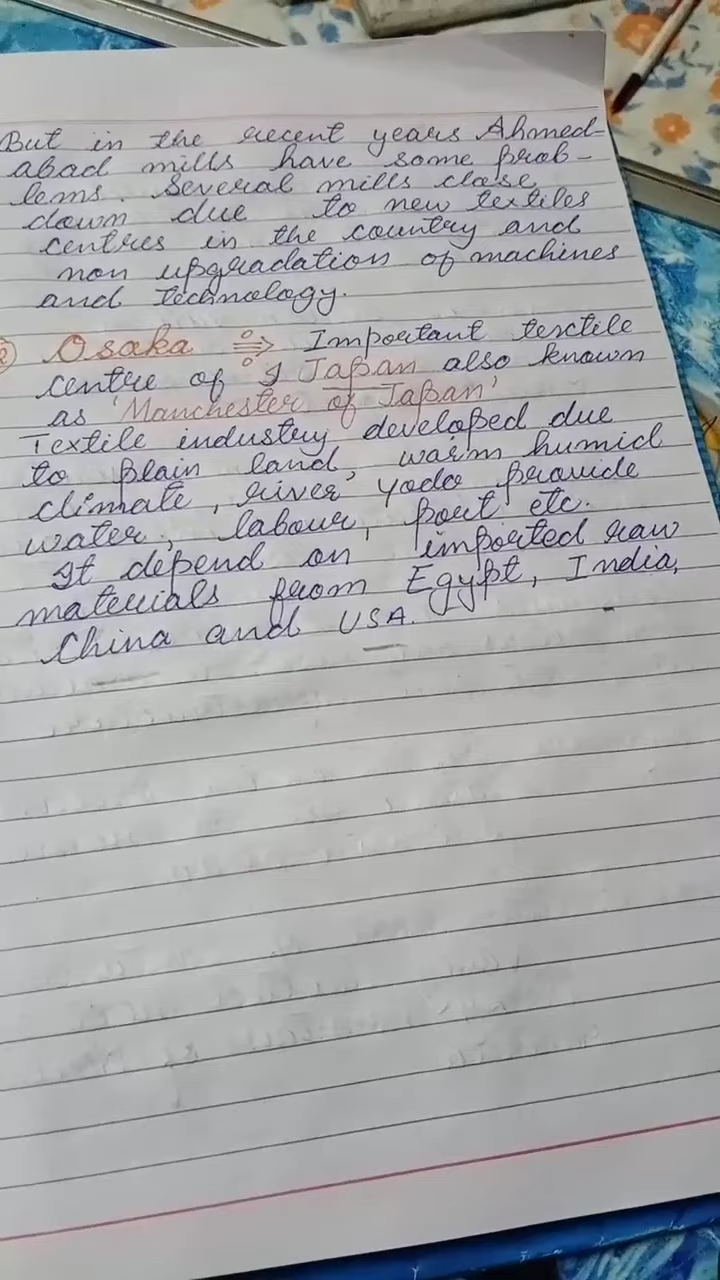 But in the recent years Ahmed-
abad mills have some prob-
lems. Several mills close
down due to new textiles
centres in the country and
non upgradation of machines
and technology.
② Osaka ⇒ Important textile
centre of Japan also known
as 'Manchester of Japan'
Textile industry developed due
to plain land, warm humid
climate, river yodo provide
water, labour, port etc.
It depend on imported raw
materials from Egypt, India,
China and USA.